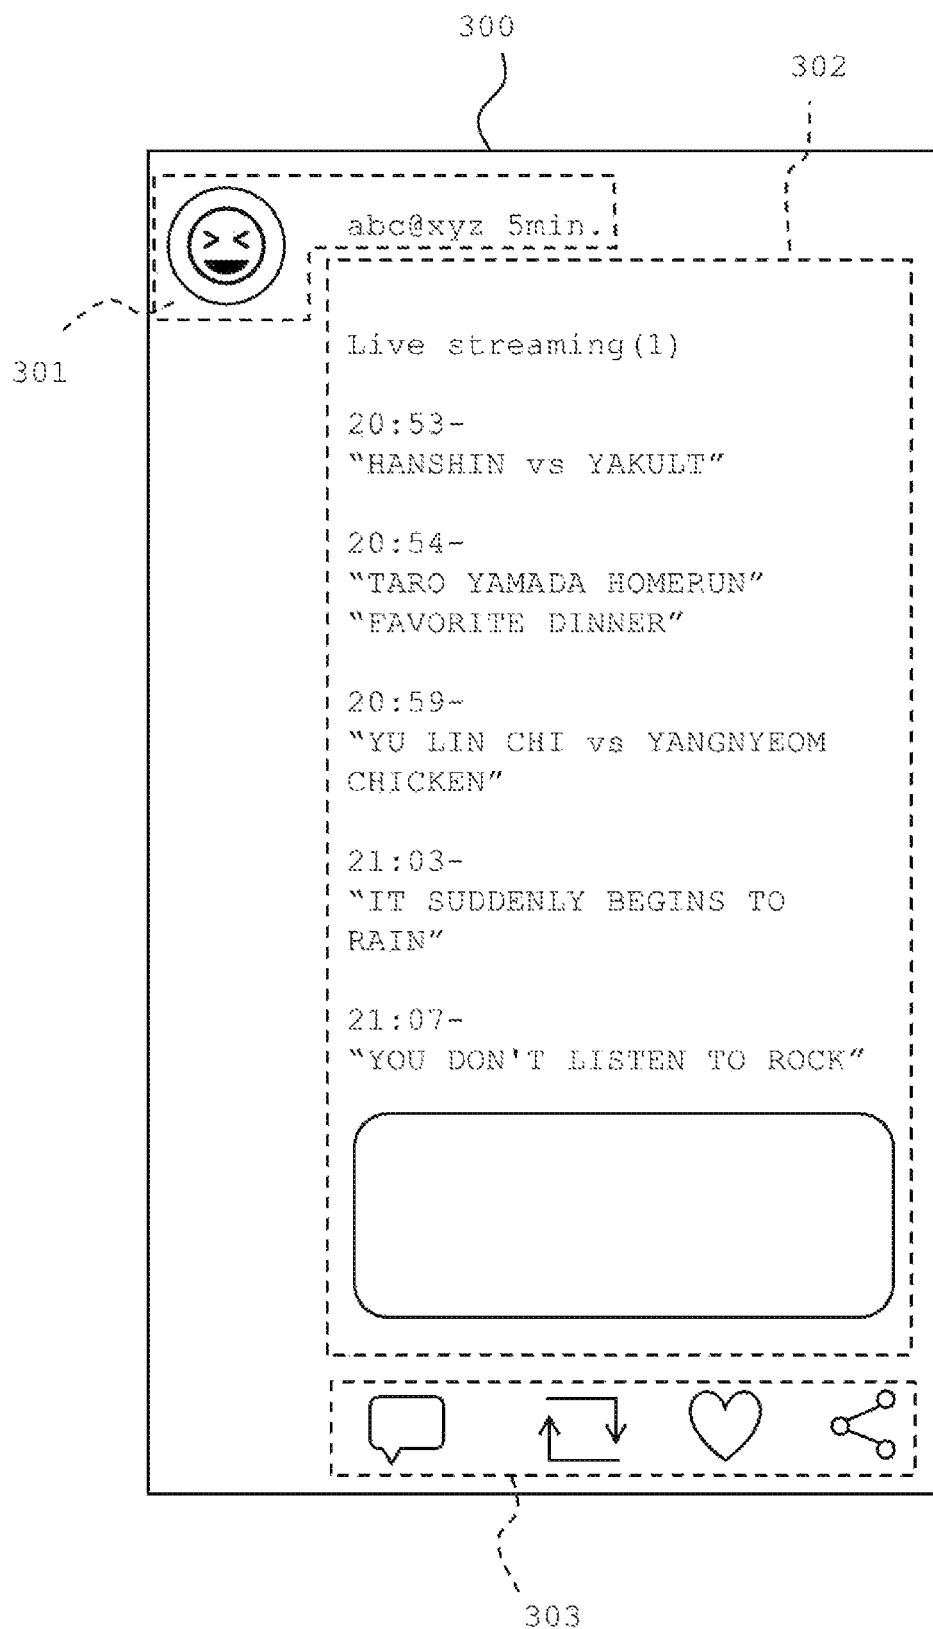 300
302
abc@xyz 5min.
301
Live streaming(1)
20:53-
“HANSHIN vs YAKULT”
20:54-
“TARO YAMADA HOMERUN”
“FAVORITE DINNER”
20:59-
“YU LIN CHI vs YANGNYEOM
CHICKEN”
21:03-
“IT SUDDENLY BEGINS TO
RAIN”
21:07-
“YOU DON'T LISTEN TO ROCK”
303